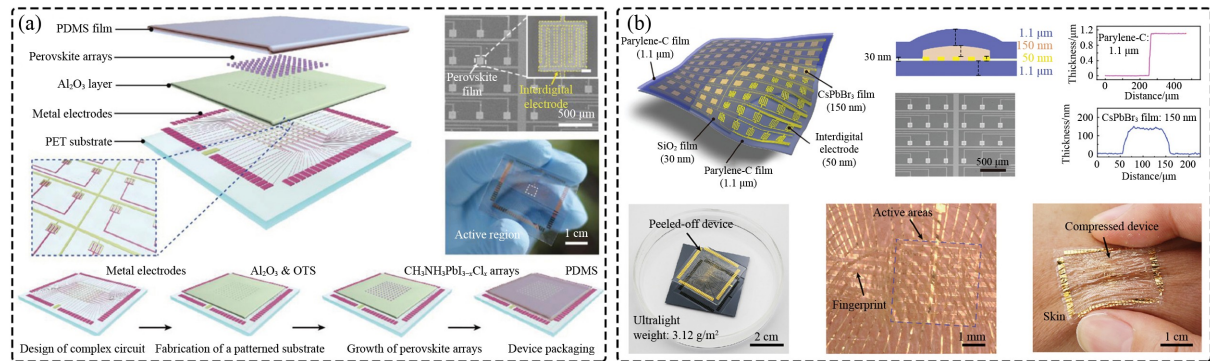 (a)
PDMS film
Perovskite arrays
Al₂O₃ layer
Metal electrodes
PET substrate
Perovskite
film
Interdigital
electrode
500 μm
Active region
1 cm
Metal electrodes
Al₂O₃ & OTS
CH₃NH₃PbI₃₋ₓClₓ arrays
PDMS
Design of complex circuit
Fabrication of a patterned substrate
Growth of perovskite arrays
Device packaging
(b)
Parylene-C film
(1.1 μm)
CsPbBr₃ film
(150 nm)
Interdigital
electrode
(50 nm)
SiO₂ film
(30 nm)
Parylene-C film
(1.1 μm)
30 nm
1.1 μm
150 nm
50 nm
1.1 μm
500 μm
Thickness/μm
1.2
0.8
0.4
0
Parylene-C:
1.1 μm
0
200
400
Distance/μm
Thickness/nm
200
100
0
CsPbBr₃ film: 150 nm
0
50
100
150
200
Distance/μm
Peeled-off device
Ultralight
weight: 3.12 g/m²
2 cm
Active areas
Fingerprint
1 mm
Compressed device
Skin
1 cm